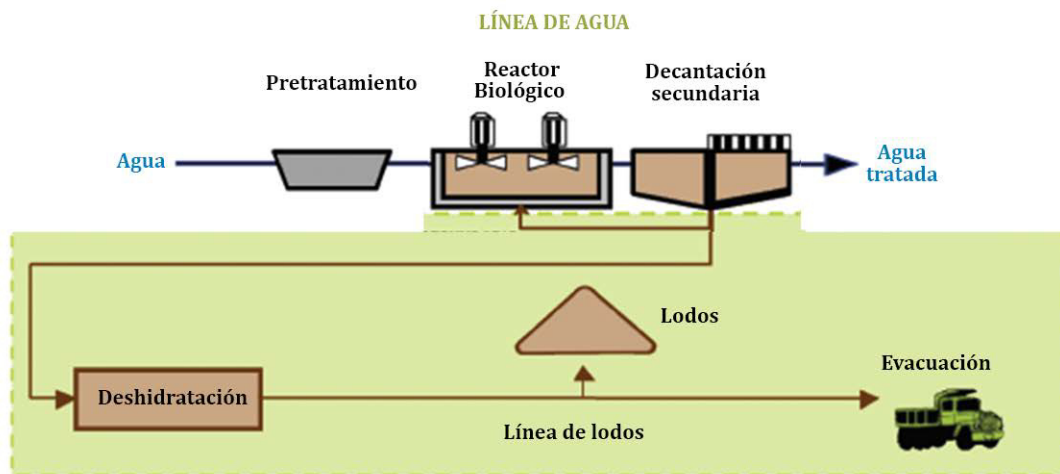 LÍNEA DE AGUA
Pretratamiento
Reactor
Biológico
Decantación
secundaria
Agua
Agua
tratada
Lodos
Evacuación
Deshidratación
Línea de lodos